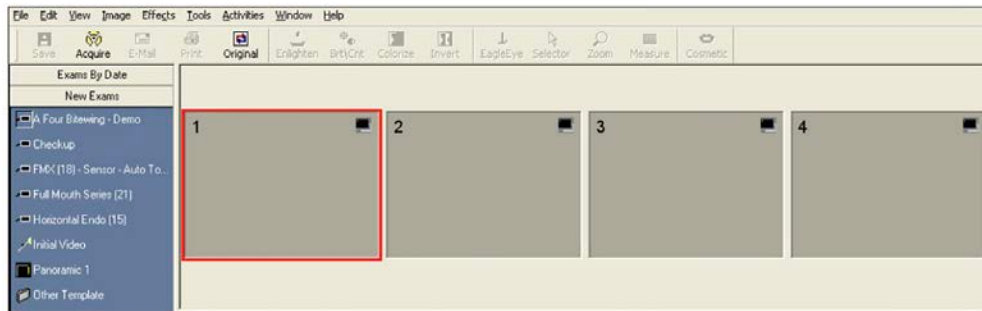 File Edit View Image Effects Tools Activities Window Help
Save Acquire E-Mail Print Original Enlighten Brt/Cnt Colorize Invert EagleEye Selector Zoom Measure Cosmetic
Exams By Date
New Exams
A Four Bitewing - Demo
Checkup
FMX (18) - Sensor - Auto To...
Full Mouth Series (21)
Horizontal Endo (15)
Initial Video
Panoramic 1
Other Template
1 2 3 4